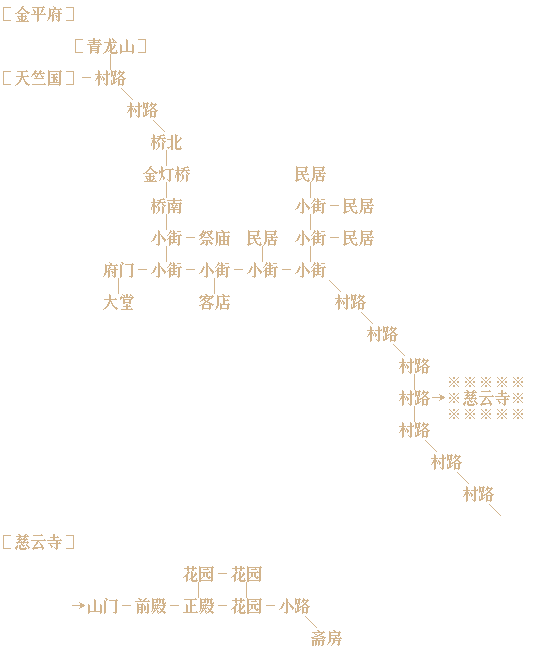 ［金平府］
［青龙山］
［天竺国］－村路
村路
桥北
金灯桥 民居
桥南 小街－民居
小街－祭庙 民居 小街－民居
府门－小街－小街－小街－小街
大堂 客店 村路
村路
村路
※※※※※
村路→※慈云寺※
※※※※※
村路
村路
村路
［慈云寺］
花园－花园
→山门－前殿－正殿－花园－小路
斋房